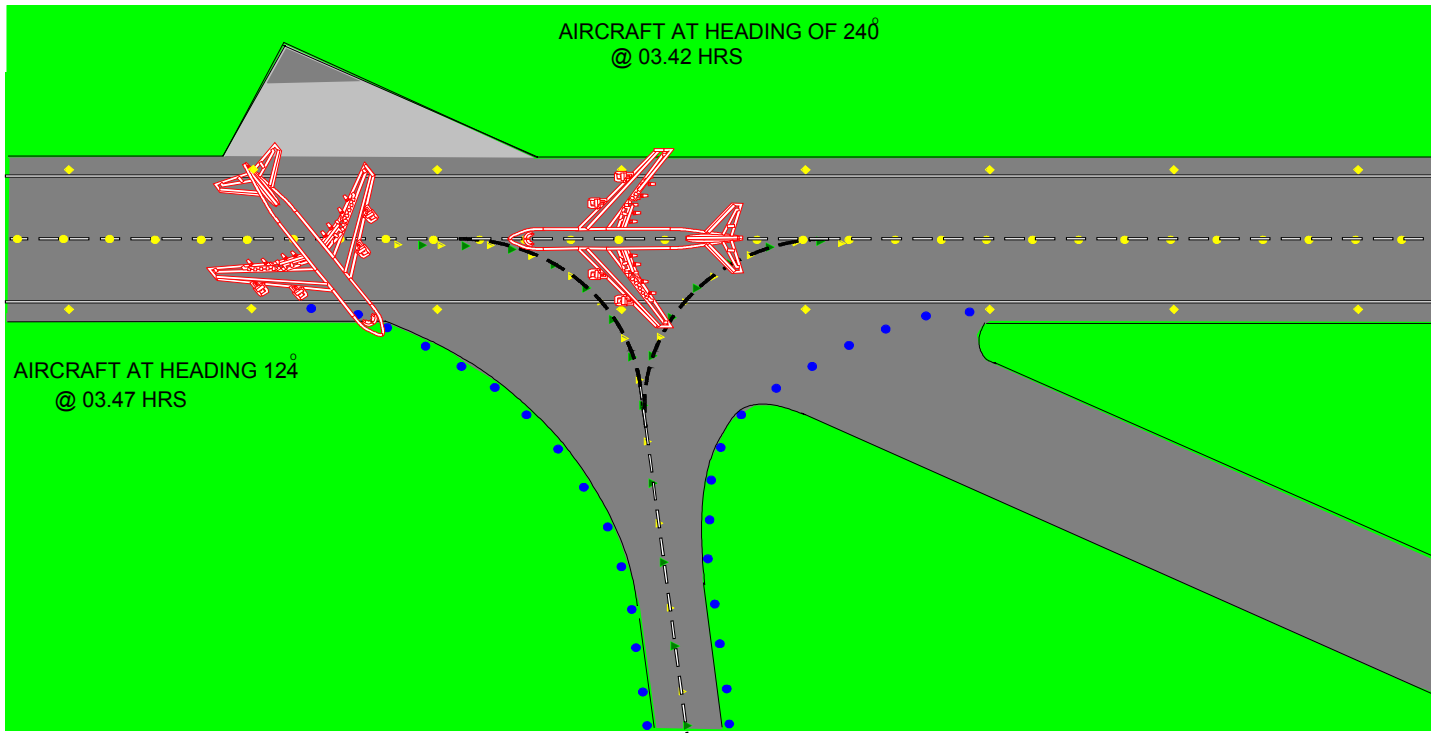 AIRCRAFT AT HEADING OF 240°
@ 03.42 HRS
AIRCRAFT AT HEADING 124°
@ 03.47 HRS